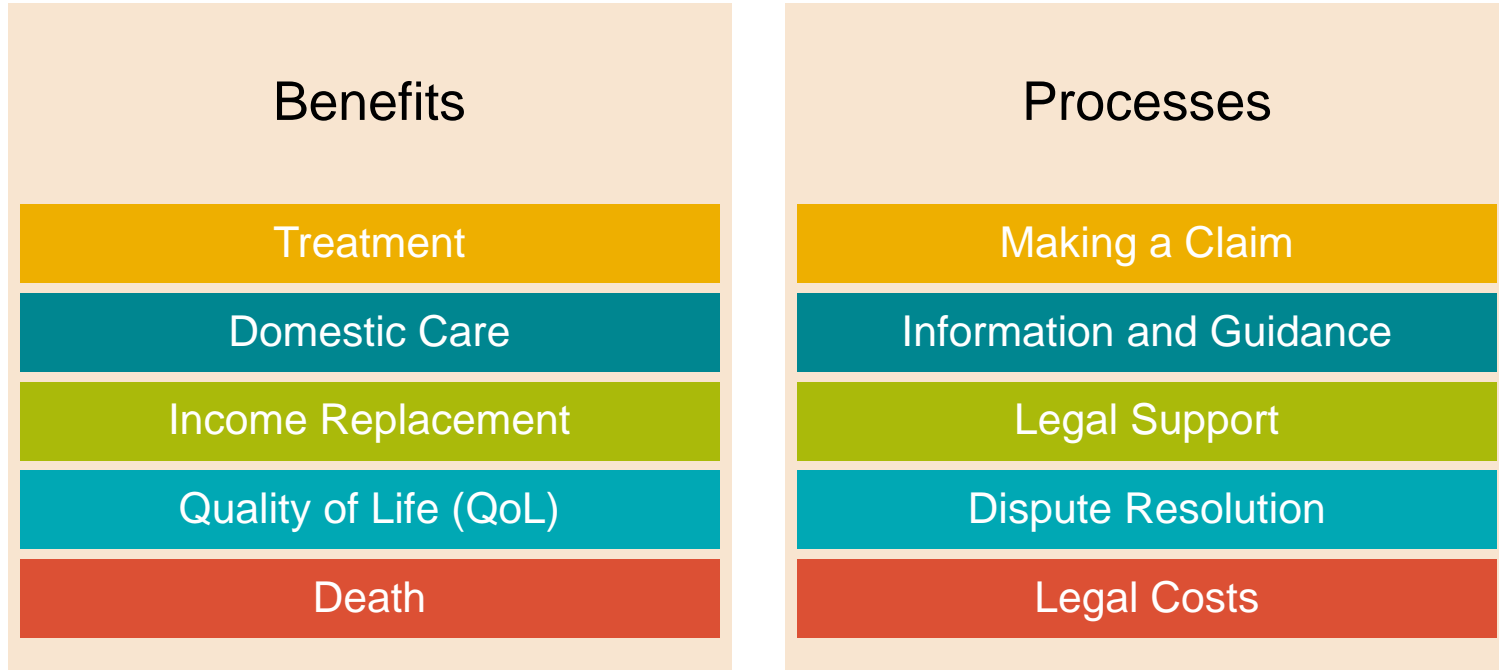 Benefits
Treatment
Domestic Care
Income Replacement
Quality of Life (QoL)
Death
Processes
Making a Claim
Information and Guidance
Legal Support
Dispute Resolution
Legal Costs